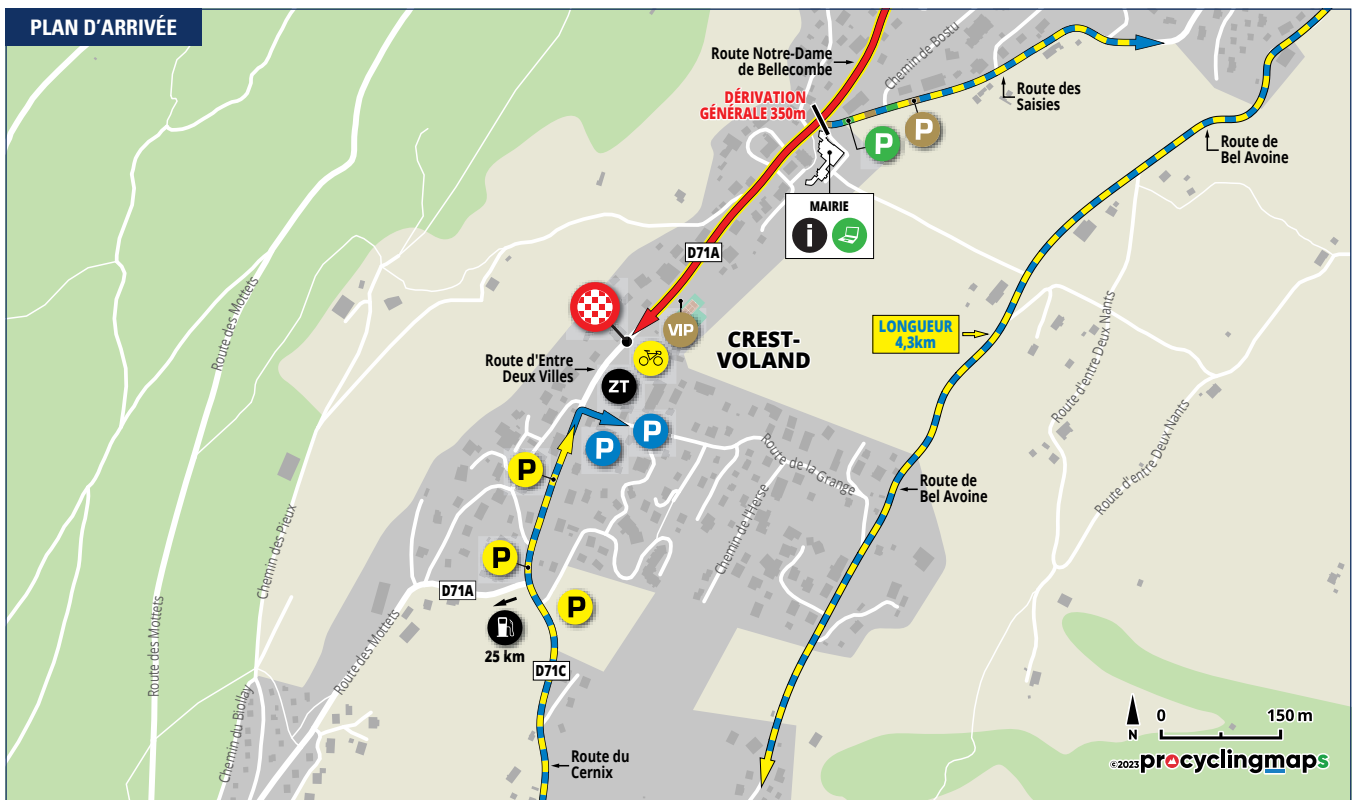 PLAN D'ARRIVÉE
Route Notre-Dame
de Bellecombe
Chemin de Bostu
DÉRIVATION
GÉNÉRALE 350m
Route des
Saisies
P
P
Route de
Bel Avoine
MAIRIE
i
D71A
Route des Mottets
VIP
CREST-
VOLAND
LONGUEUR
4,3km
Route d'Entre
Deux Villes
ZT
Route d'entre Deux Nants
Route d'entre Deux Nants
P
P
P
Route de la Grange
Route de
Bel Avoine
Chemin de l'Herse
Chemin des Pieux
P
D71A
P
25 km
Route des Mottets
Route des Mottets
D71C
Chemin du Biollay
Route du
Cernix
N
0 150 m
©2023 procyclingmaps